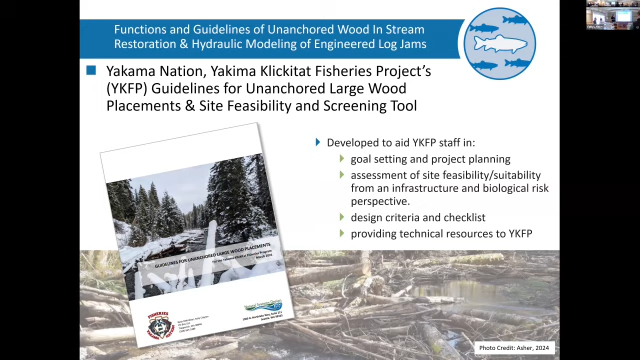 Functions and Guidelines of Unanchored Wood In Stream
Restoration & Hydraulic Modeling of Engineered Log Jams
Yakama Nation, Yakima Klickitat Fisheries Project's
(YKFP) Guidelines for Unanchored Large Wood
Placements & Site Feasibility and Screening Tool
Developed to aid YKFP staff in:
goal setting and project planning
assessment of site feasibility/suitability
from an infrastructure and biological risk
perspective.
design criteria and checklist
providing technical resources to YKFP
GUIDELINES FOR UNANCHORED LARGE WOOD PLACEMENTS
FISHERIES
Photo Credit: Asher, 2024